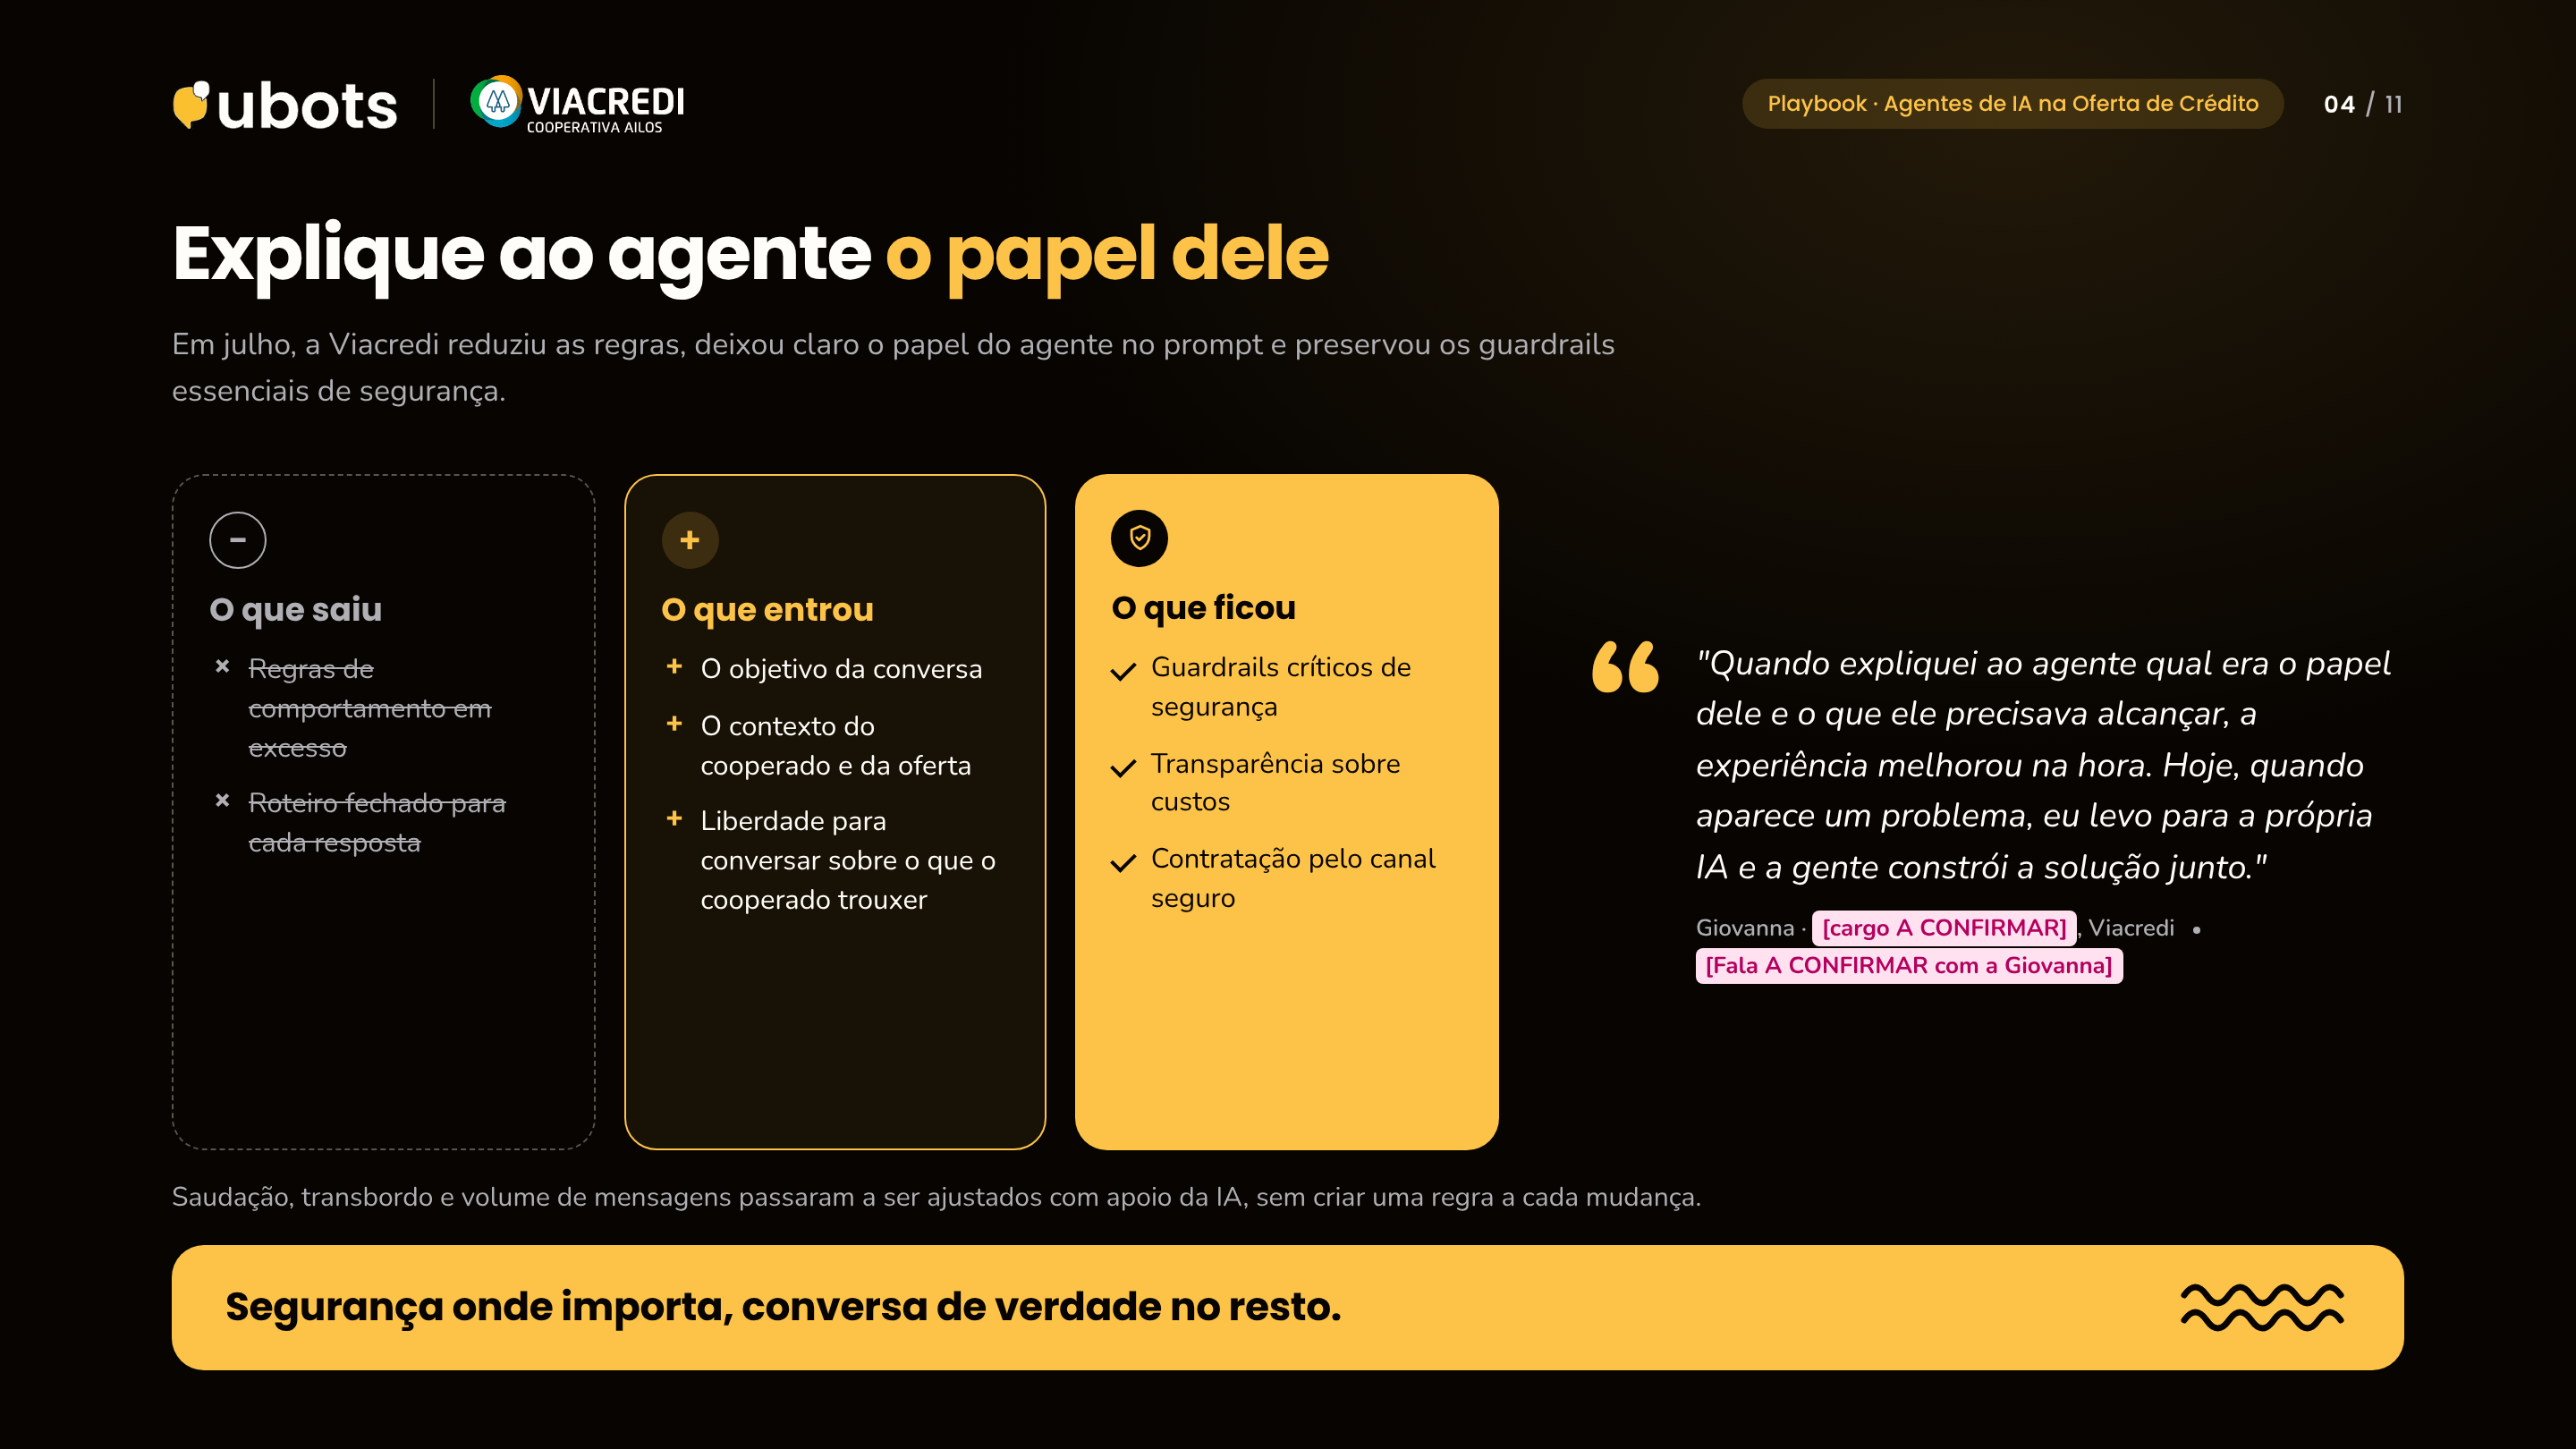 ubots
VIACREDI
COOPERATIVA AILOS
Playbook · Agentes de IA na Oferta de Crédito
04 / 11
Explique ao agente o papel dele
Em julho, a Viacredi reduziu as regras, deixou claro o papel do agente no prompt e preservou os guardrails
essenciais de segurança.
O que saiu
× Regras de
comportamento em
excesso
× Roteiro fechado para
cada resposta
O que entrou
+ O objetivo da conversa
+ O contexto do
cooperado e da oferta
+ Liberdade para
conversar sobre o que o
cooperado trouxer
O que ficou
✓ Guardrails críticos de
segurança
✓ Transparência sobre
custos
✓ Contratação pelo canal
seguro
"Quando expliquei ao agente qual era o papel
dele e o que ele precisava alcançar, a
experiência melhorou na hora. Hoje, quando
aparece um problema, eu levo para a própria
IA e a gente constrói a solução junto."
Giovanna · [cargo A CONFIRMAR], Viacredi •
[Fala A CONFIRMAR com a Giovanna]
Saudação, transbordo e volume de mensagens passaram a ser ajustados com apoio da IA, sem criar uma regra a cada mudança.
Segurança onde importa, conversa de verdade no resto.